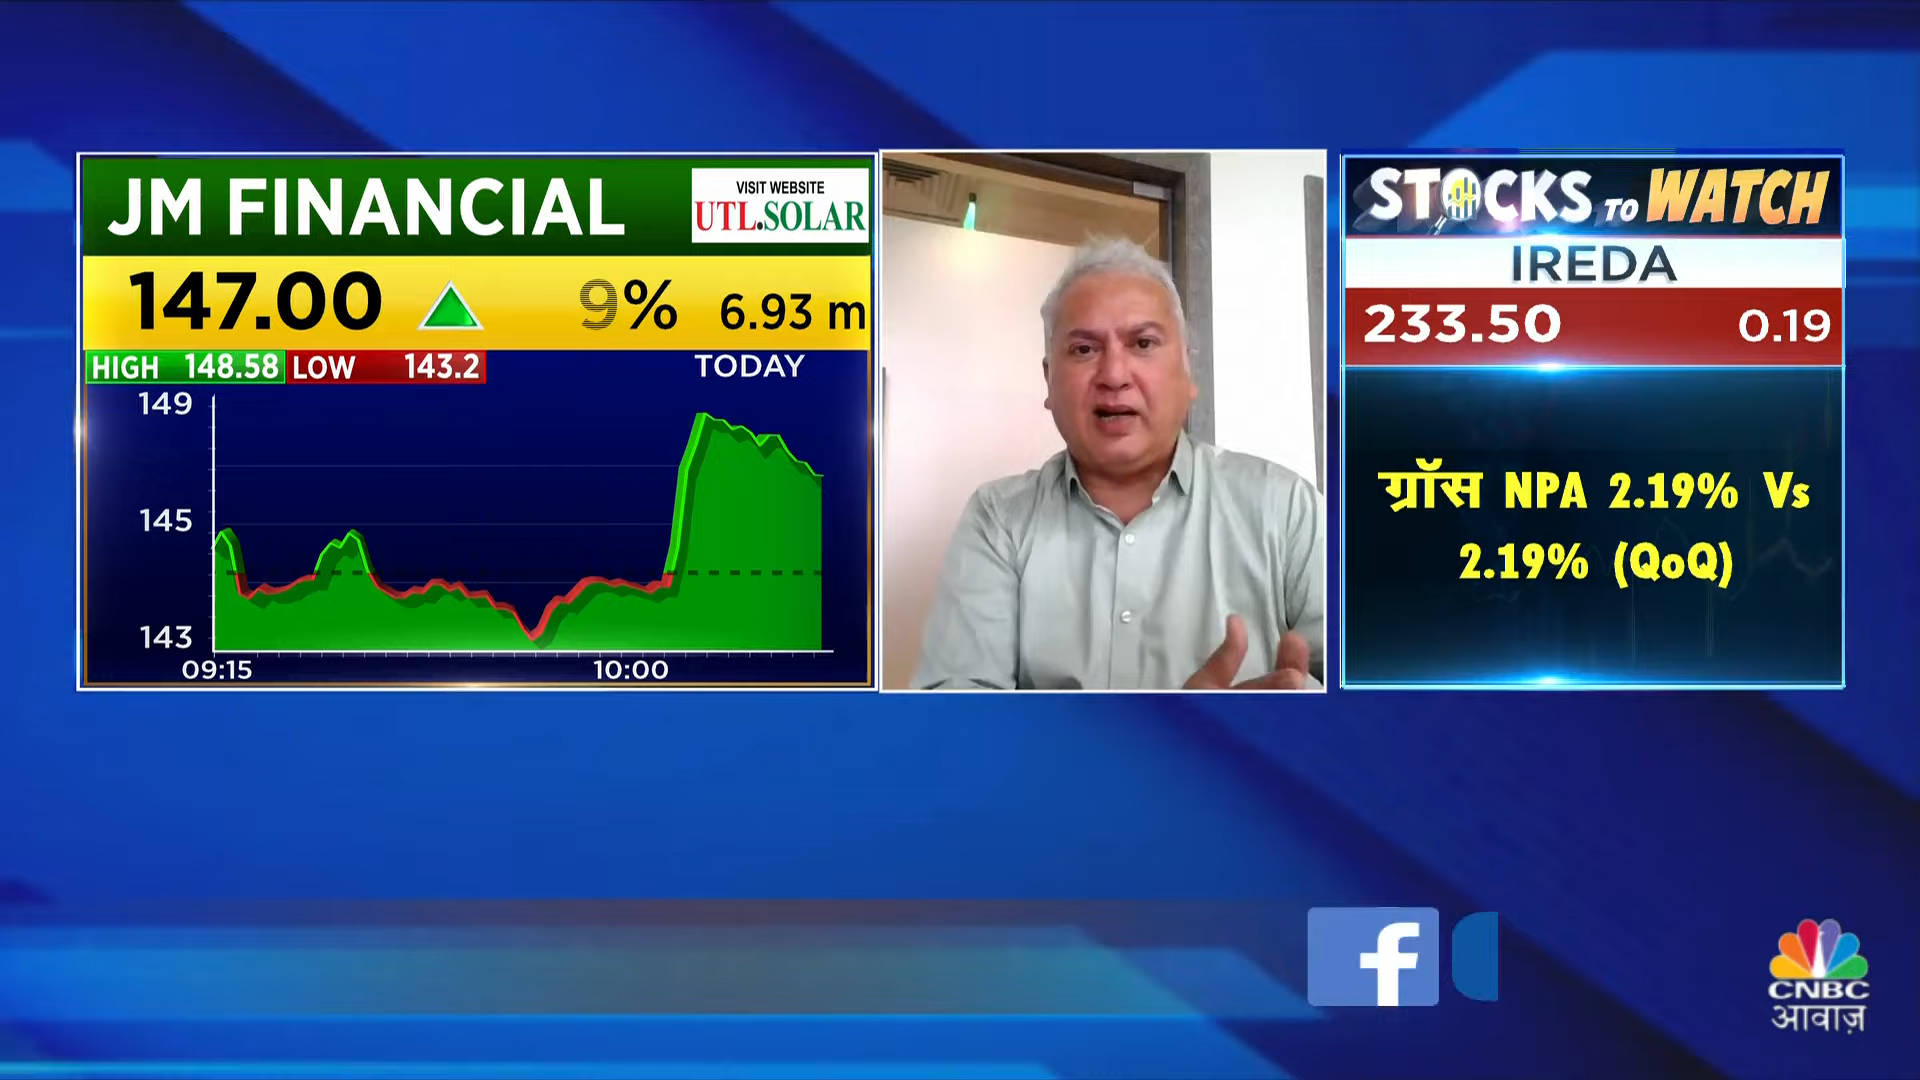 JM FINANCIAL
VISIT WEBSITE
UTL.SOLAR
147.00 9% 6.93 m
HIGH 148.58 LOW 143.2 TODAY
149
145
143
09:15 10:00
STOCKS TO WATCH
IREDA
233.50 0.19
ग्रॉस NPA 2.19% Vs
2.19% (QoQ)
f
CNBC
आवाज़